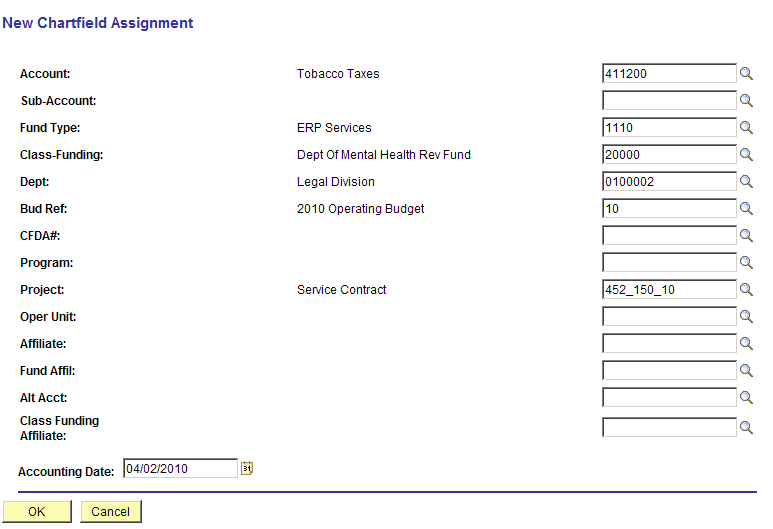 New Chartfield Assignment
Account: Tobacco Taxes 411200
Sub-Account:
Fund Type: ERP Services 1110
Class-Funding: Dept Of Mental Health Rev Fund 20000
Dept: Legal Division 0100002
Bud Ref: 2010 Operating Budget 10
CFDA#:
Program:
Project: Service Contract 452_150_10
Oper Unit:
Affiliate:
Fund Affil:
Alt Acct:
Class Funding
Affiliate:
Accounting Date: 04/02/2010 31
OK Cancel